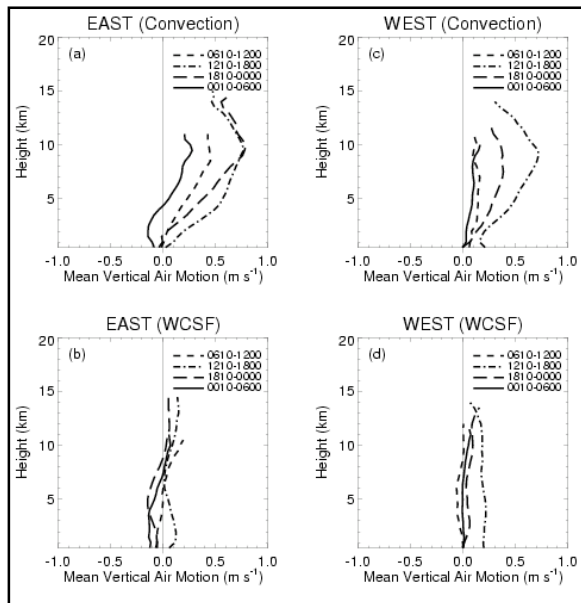 EAST (Convection)
20
(a)
0610-1200
1210-1800
1810-0000
0010-0600
15
Height (km)
10
5
-1.0 -0.5 0.0 0.5 1.0
Mean Vertical Air Motion (m s-1)
WEST (Convection)
20
(c)
0610-1200
1210-1800
1810-0000
0010-0600
15
Height (km)
10
5
-1.0 -0.5 0.0 0.5 1.0
Mean Vertical Air Motion (m s-1)
EAST (WCSF)
20
(b)
0610-1200
1210-1800
1810-0000
0010-0600
15
Height (km)
10
5
-1.0 -0.5 0.0 0.5 1.0
Mean Vertical Air Motion (m s-1)
WEST (WCSF)
20
(d)
0610-1200
1210-1800
1810-0000
0010-0600
15
Height (km)
10
5
-1.0 -0.5 0.0 0.5 1.0
Mean Vertical Air Motion (m s-1)